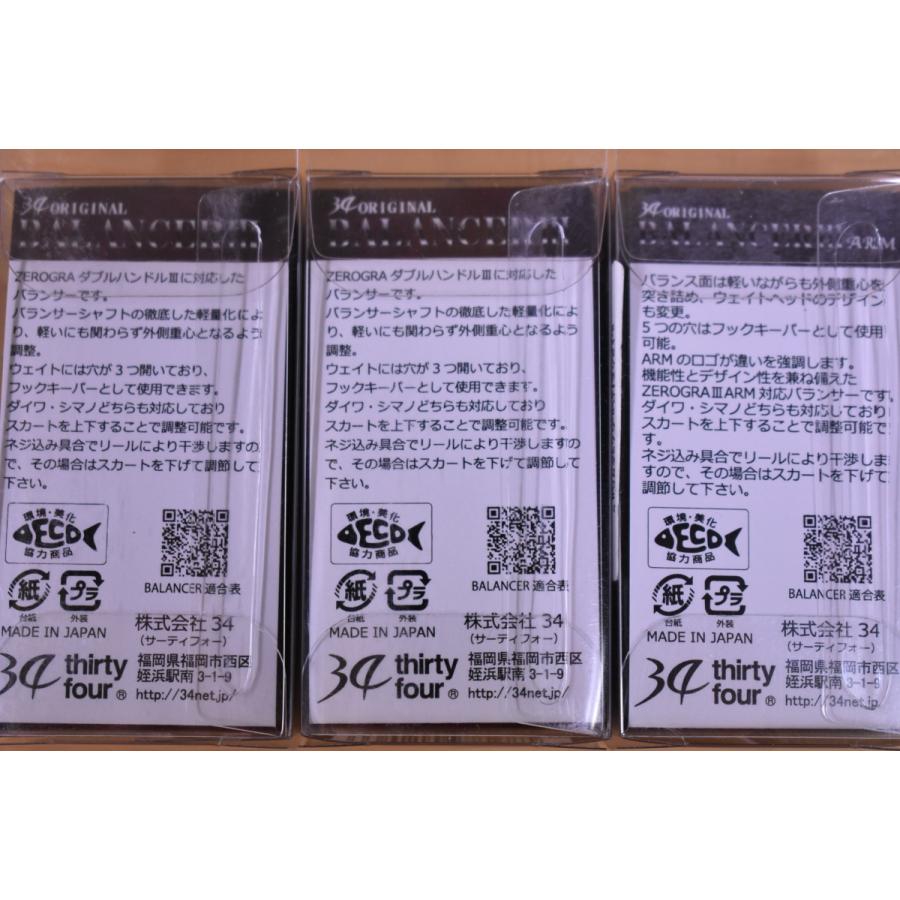 34 ORIGINAL
BALANCER III
ZEROGRA ダブルハンドルⅢに対応した
バランサーです。
バランサーシャフトの徹底した軽量化によ
り、軽いにも関わらず外側重心となるよう
調整。
ウェイトには穴が3つ開いており、
フックキーパーとして使用できます。
ダイワ・シマノどちらも対応しており
スカートを上下することで調整可能です。
ネジ込み具合でリールにより干渉しますの
で、その場合はスカートを下げて調節して
下さい。
環境・美化
ECO
協力商品
BALANCER 適合表
紙
プラ
台紙
外装
MADE IN JAPAN
株式会社 34
(サーティフォー)
34 thirty four ®
福岡県福岡市西区
姪浜駅南 3-1-9
http://34net.jp/
34 ORIGINAL
BALANCER III
ZEROGRA ダブルハンドルⅢに対応した
バランサーです。
バランサーシャフトの徹底した軽量化によ
り、軽いにも関わらず外側重心となるよう
調整。
ウェイトには穴が3つ開いており、
フックキーパーとして使用できます。
ダイワ・シマノどちらも対応しており
スカートを上下することで調整可能です。
ネジ込み具合でリールにより干渉しますの
で、その場合はスカートを下げて調節して
下さい。
環境・美化
ECO
協力商品
BALANCER 適合表
紙
プラ
台紙
外装
MADE IN JAPAN
株式会社 34
(サーティフォー)
34 thirty four ®
福岡県福岡市西区
姪浜駅南 3-1-9
http://34net.jp/
34 ORIGINAL
BALANCER III ARM
バランス面は軽いながらも外側重心を
突き詰め、ウェイトヘッドのデザイン
も変更。
5つの穴はフックキーパーとして使用
可能。
ARM のロゴが違いを強調します。
機能性とデザイン性を兼ね備えた
ZEROGRAⅢARM 対応バランサーです。
ダイワ・シマノどちらも対応しており
スカートを上下することで調整可能で
す。
ネジ込み具合でリールにより干渉しま
すので、その場合はスカートを下げて
調節して下さい。
環境・美化
ECO
協力商品
BALANCER 適合表
紙
プラ
台紙
外装
MADE IN JAPAN
株式会社 34
(サーティフォー)
34 thirty four ®
福岡県福岡市西区
姪浜駅南 3-1-9
http://34net.jp/